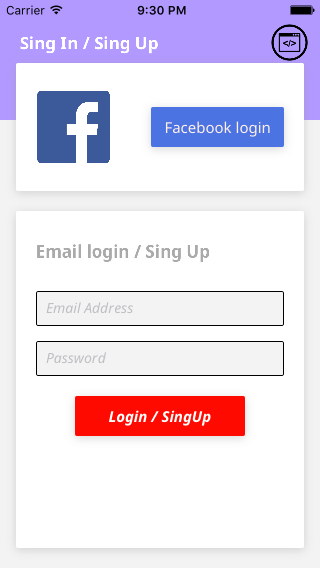 Carrier 9:30 PM
Sing In / Sing Up
</>
Facebook login
Email login / Sing Up
Email Address
Password
Login / SingUp